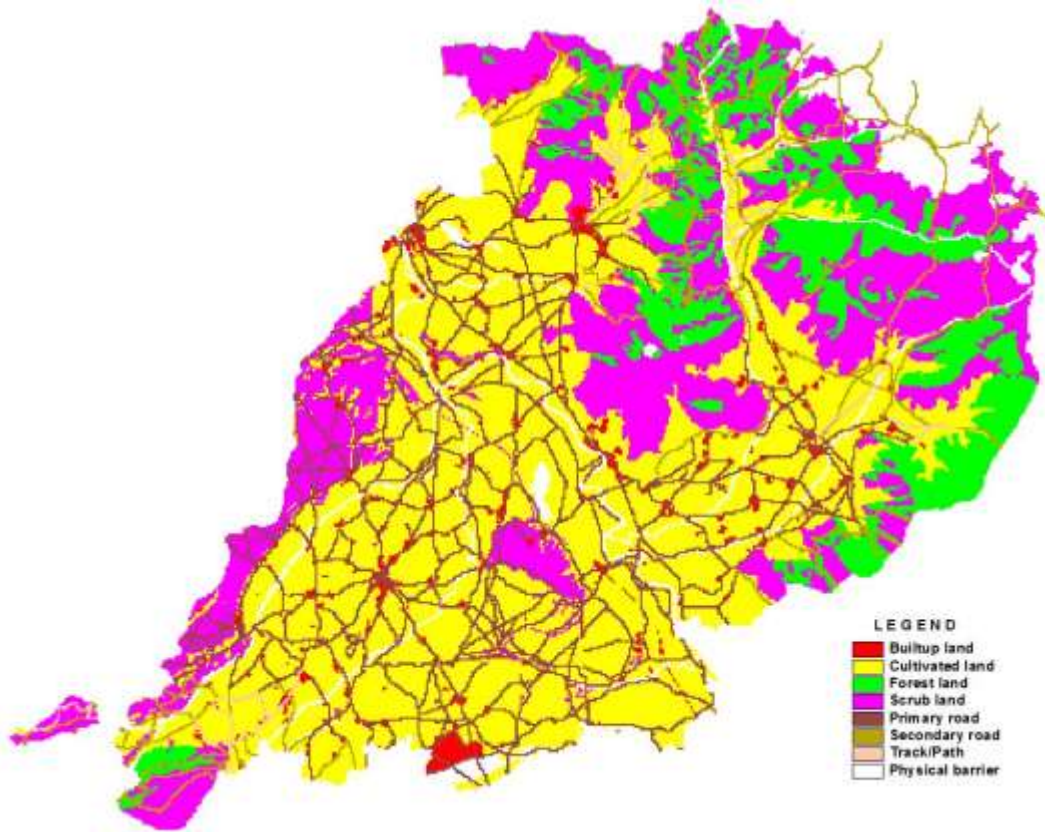 LEGEND
Builtup land
Cultivated land
Forest land
Scrub land
Primary road
Secondary road
Track/Path
Physical barrier